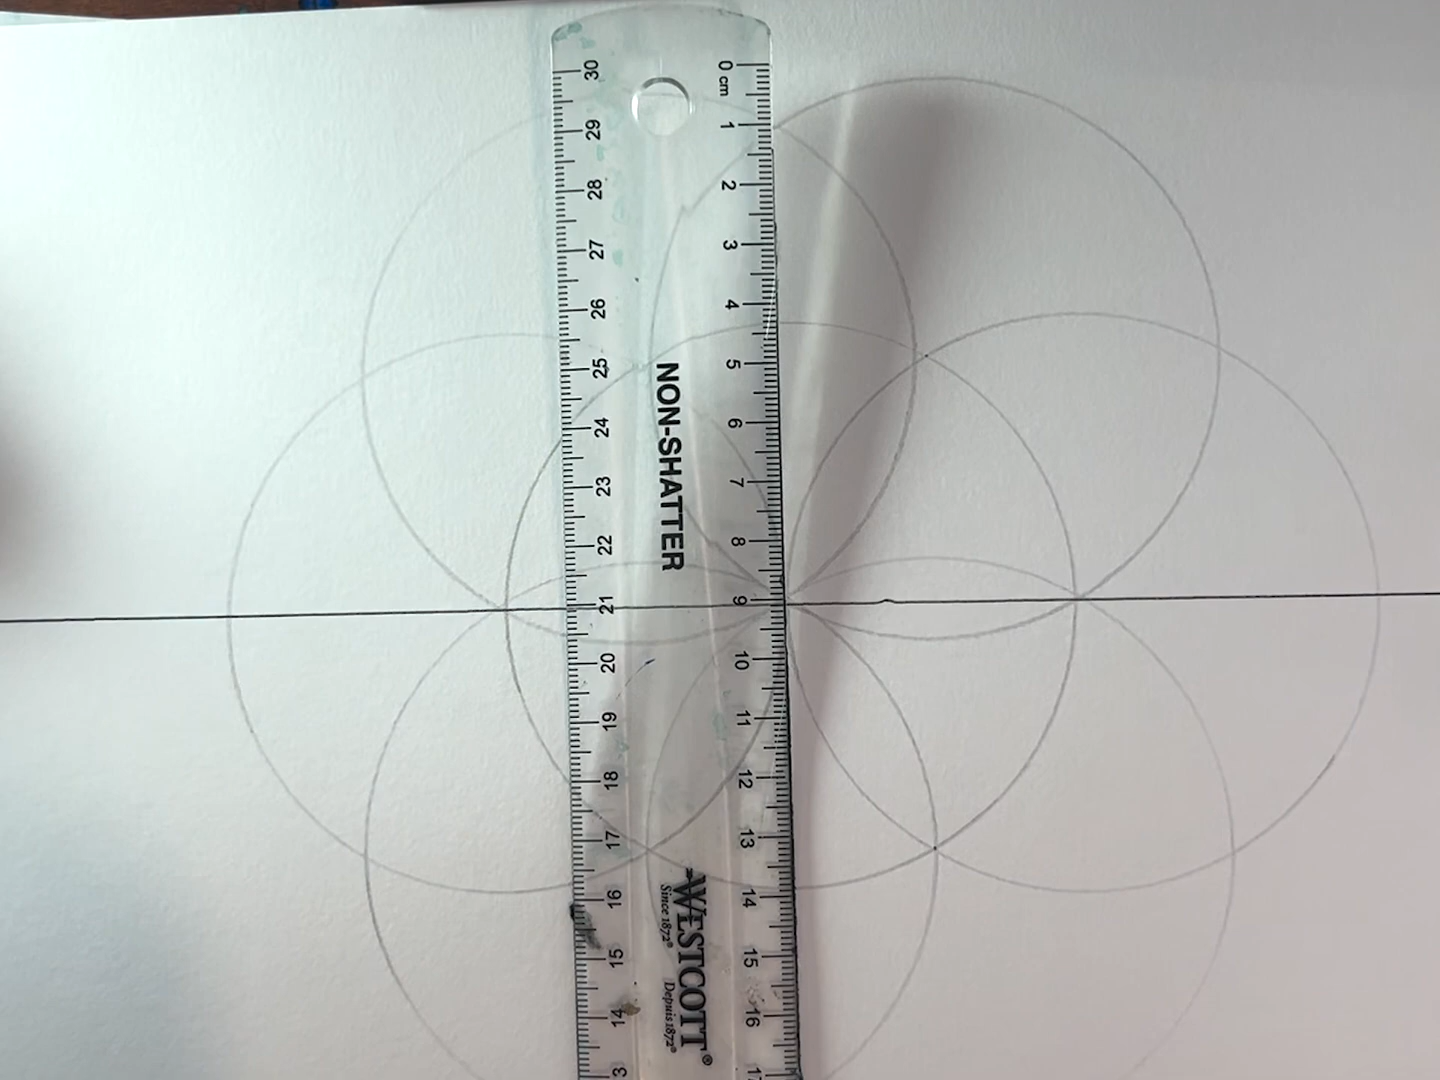 30 29 28 27 26 25 24 23 22 21 20 19 18 17 16 15 14 3
NON-SHATTER
WESTCOTT®
Since 1872®
Depuis 1872®
0 cm 1 2 3 4 5 6 7 8 9 10 11 12 13 14 15 16 17